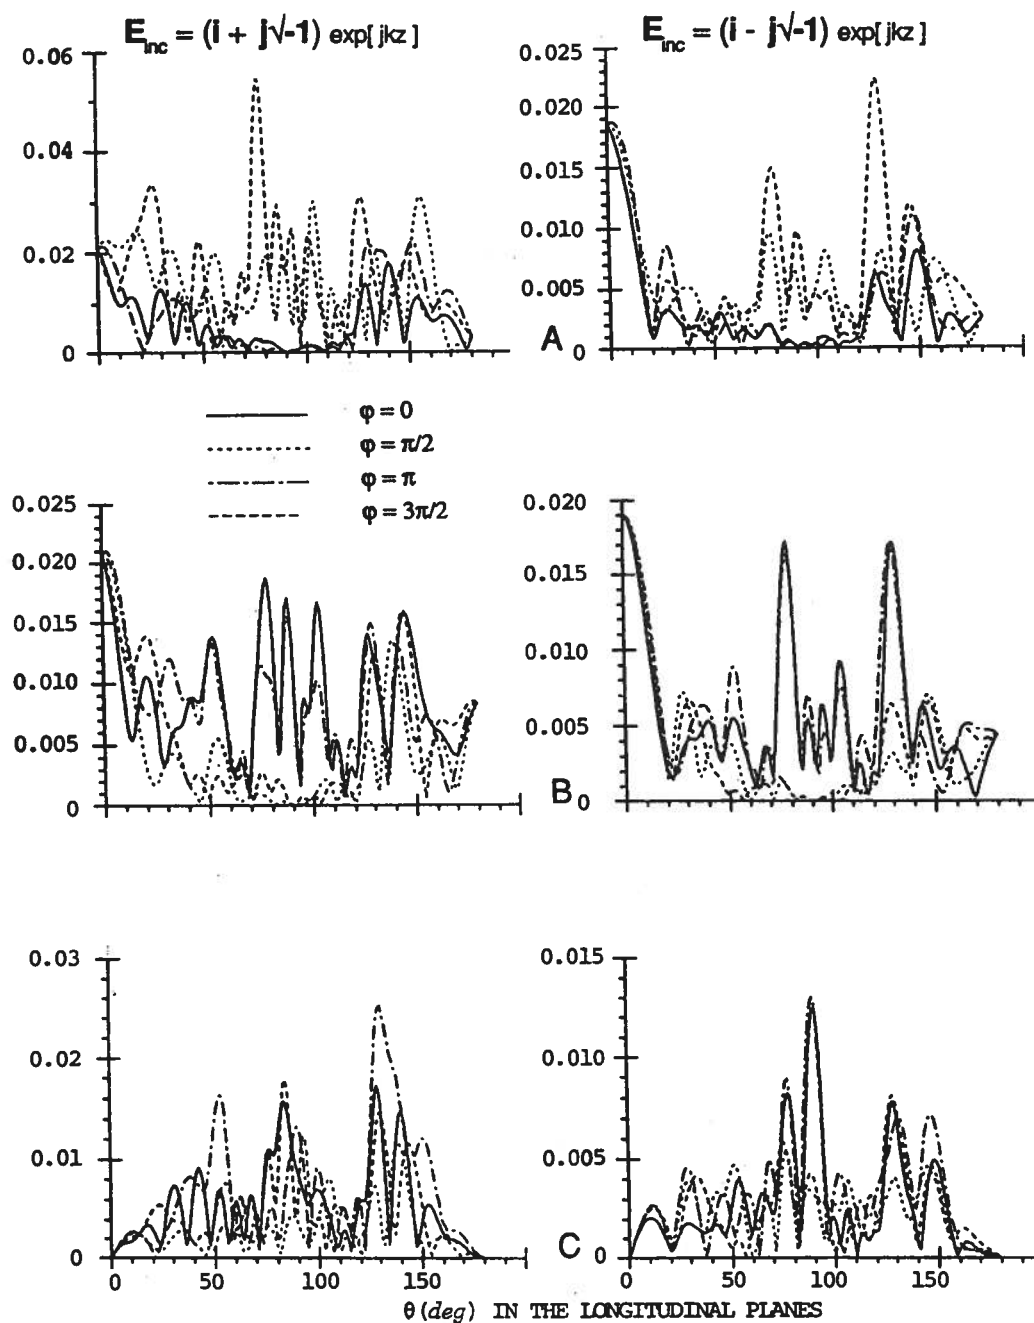 E_inc = (i + j√-1) exp[ jkz ]
E_inc = (i - j√-1) exp[ jkz ]
0.06
0.04
0.02
0
0.025
0.020
0.015
0.010
0.005
0
A
φ = 0
φ = π/2
φ = π
φ = 3π/2
0.025
0.020
0.015
0.010
0.005
0
0.020
0.015
0.010
0.005
0
B
0.03
0.02
0.01
0
0.015
0.010
0.005
0
C
0 50 100 150
0 50 100 150
θ(deg) IN THE LONGITUDINAL PLANES